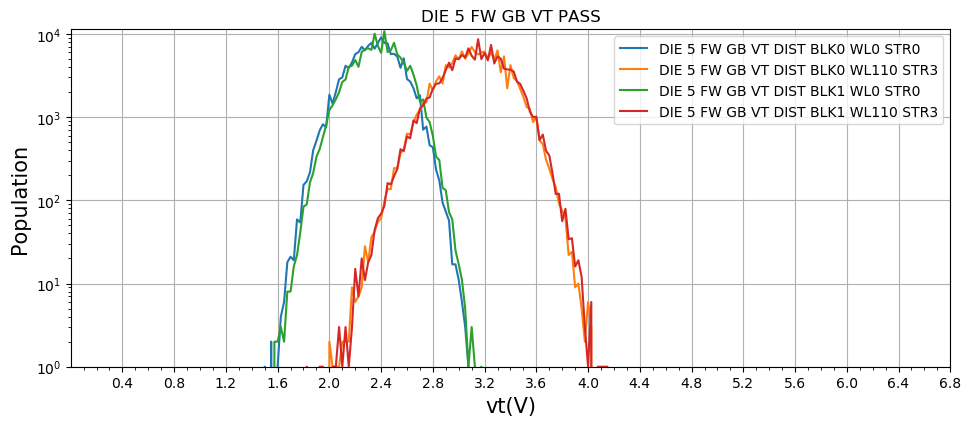 DIE 5 FW GB VT PASS
10^4
10^3
10^2
10^1
10^0
Population
DIE 5 FW GB VT DIST BLK0 WL0 STR0
DIE 5 FW GB VT DIST BLK0 WL110 STR3
DIE 5 FW GB VT DIST BLK1 WL0 STR0
DIE 5 FW GB VT DIST BLK1 WL110 STR3
0.4 0.8 1.2 1.6 2.0 2.4 2.8 3.2 3.6 4.0 4.4 4.8 5.2 5.6 6.0 6.4 6.8
vt(V)